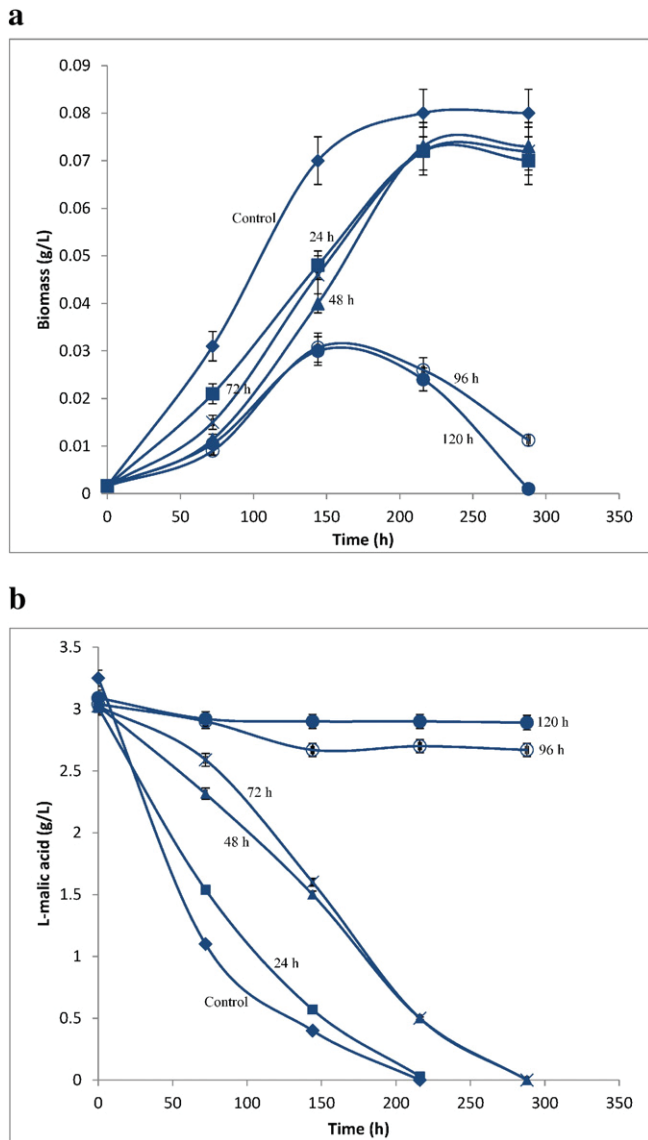 a
0.09
0.08
0.07
0.06
0.05
0.04
0.03
0.02
0.01
0
Biomass (g/L)
Control
24 h
48 h
72 h
96 h
120 h
0 50 100 150 200 250 300 350
Time (h)
b
3.5
3
2.5
2
1.5
1
0.5
0
L-malic acid (g/L)
120 h
96 h
72 h
48 h
24 h
Control
0 50 100 150 200 250 300 350
Time (h)